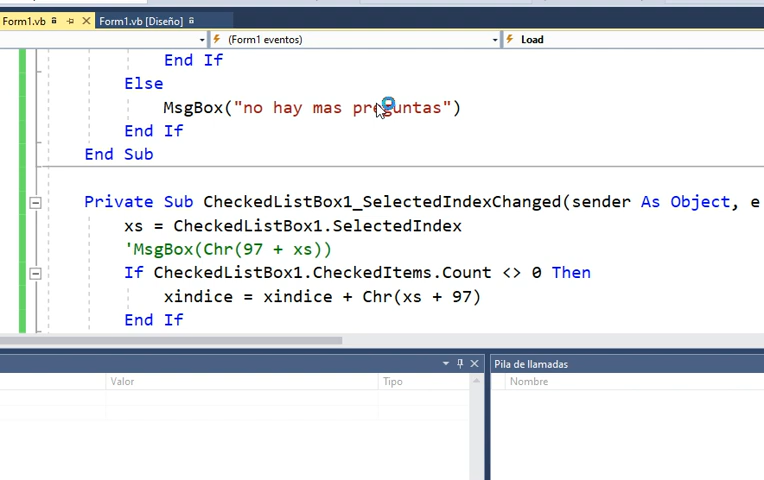 Form1.vb Form1.vb [Diseño]
(Form1 eventos) Load
End If
Else
MsgBox("no hay mas preguntas")
End If
End Sub
Private Sub CheckedListBox1_SelectedIndexChanged(sender As Object, e
xs = CheckedListBox1.SelectedIndex
'MsgBox(Chr(97 + xs))
If CheckedListBox1.CheckedItems.Count <> 0 Then
xindice = xindice + Chr(xs + 97)
End If
Pila de llamadas
Valor Tipo Nombre